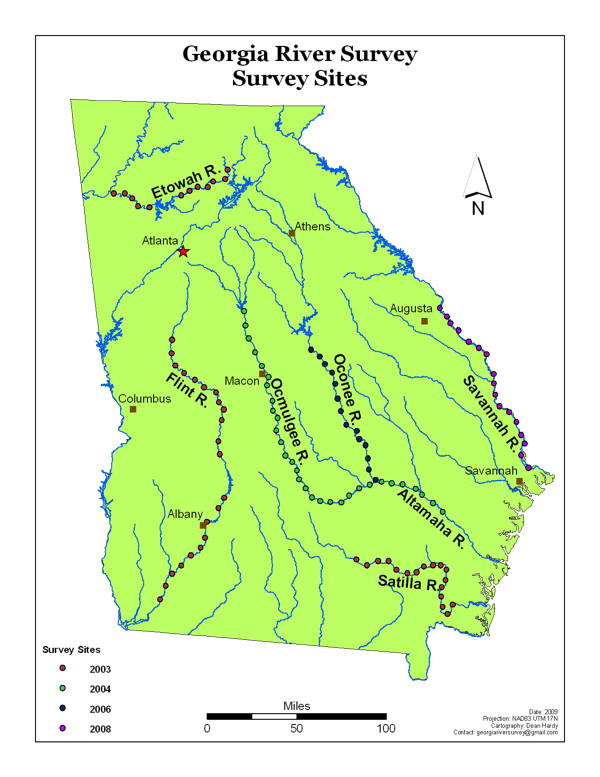 Georgia River Survey
Survey Sites
Etowah R.
N
Athens
Atlanta
Augusta
Flint R.
Macon
Ocmulgee R.
Oconee R.
Savannah R.
Columbus
Savannah
Albany
Altamaha R.
Satilla R.
Survey Sites
2003
2004
2006
2008
Miles
0 50 100
Date: 2009
Projection: NAD83 UTM 17N
Cartography: Dean Hardy
Contact: georgiariversurvey@gmail.com